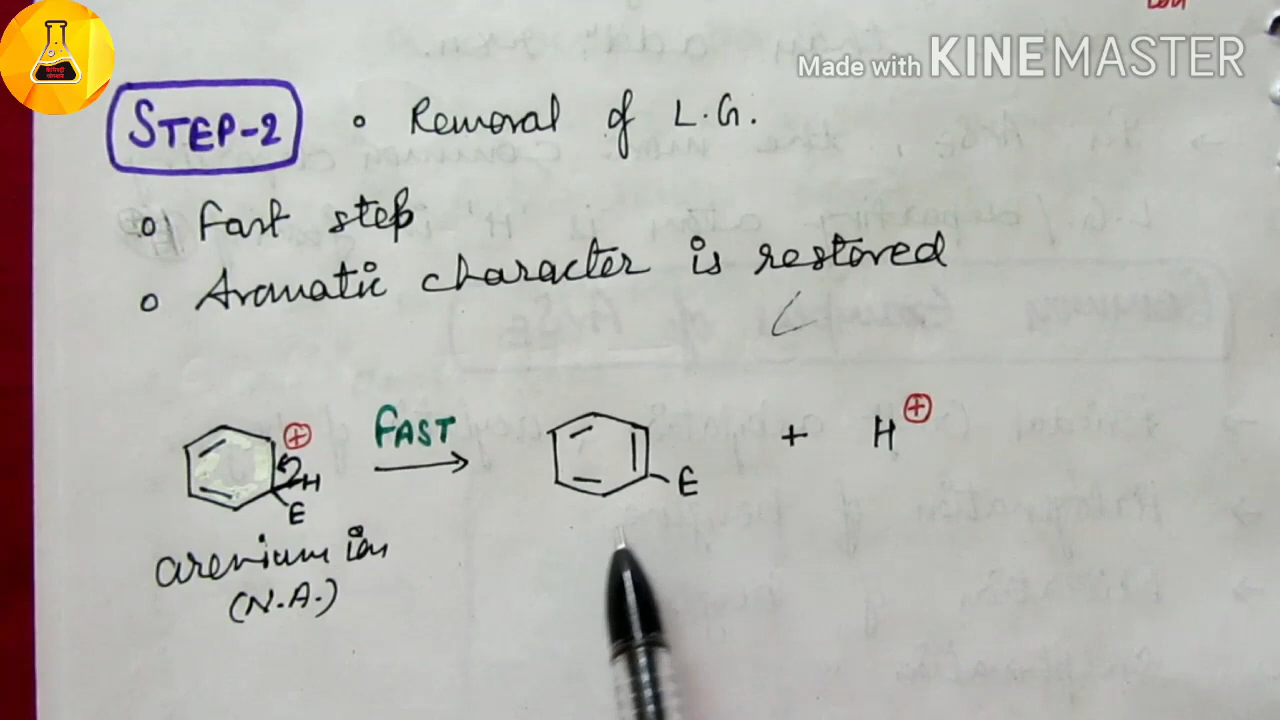 Made with KINEMASTER
STEP-2 • Removal of L.G.
• Fast step
• Aromatic character is restored
FAST
⊕ H E
E + H⊕
arenium ion
(N.A.)